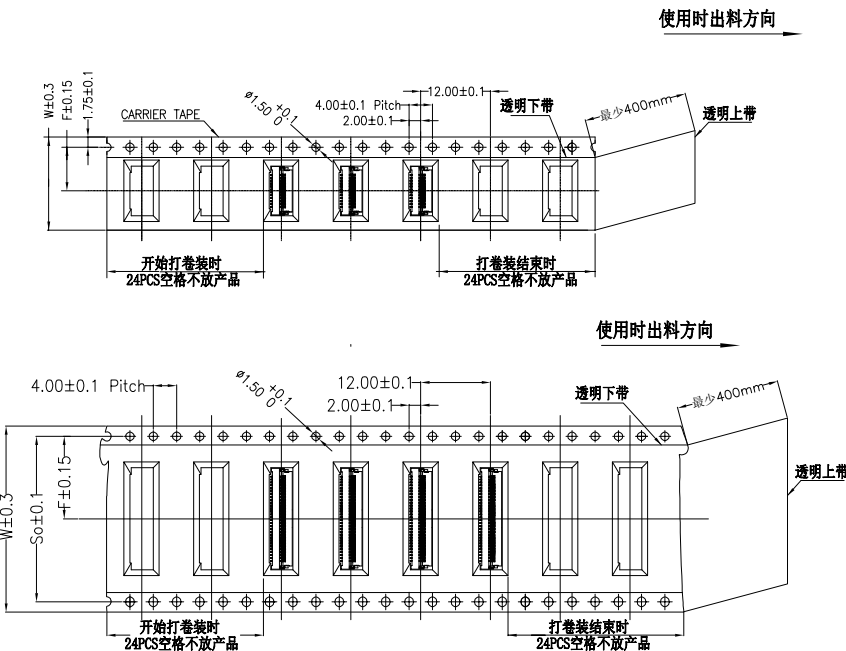 使用时出料方向
W±0.3
F±0.15
1.75±0.1
CARRIER TAPE
ø1.50 +0.1 0
4.00±0.1 Pitch
2.00±0.1
12.00±0.1
透明下带
最少400mm
透明上带
开始打卷装时
24PCS空格不放产品
打卷装结束时
24PCS空格不放产品
使用时出料方向
4.00±0.1 Pitch
ø1.50 +0.1 0
12.00±0.1
2.00±0.1
透明下带
最少400mm
透明上带
W±0.3
So±0.1
F±0.15
开始打卷装时
24PCS空格不放产品
打卷装结束时
24PCS空格不放产品